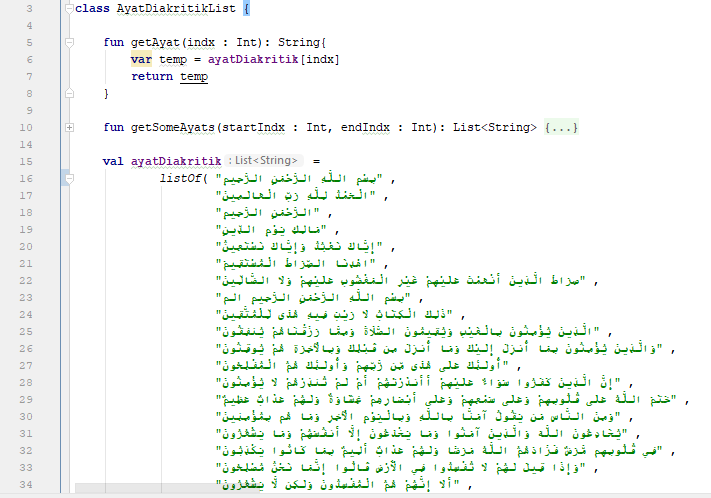 3 class AyatDiakritikList {
4
5 fun getAyat(indx : Int): String{
6 var temp = ayatDiakritik[indx]
7 return temp
8 }
9
10 fun getSomeAyats(startIndx : Int, endIndx : Int): List<String> {...}
14
15 val ayatDiakritik : List<String> =
16 listOf( "بِسْمِ اللَّهِ الرَّحْمَنِ الرَّحِيمِ" ,
17 "الْحَمْدُ لِلَّهِ رَبِّ الْعَالَمِينَ" ,
18 "الرَّحْمَنِ الرَّحِيمِ" ,
19 "مَالِكِ يَوْمِ الدِّينِ" ,
20 "إِيَّاكَ نَعْبُدُ وَإِيَّاكَ نَسْتَعِينُ" ,
21 "اهْدِنَا الصِّرَاطَ الْمُسْتَقِيمَ" ,
22 "صِرَاطَ الَّذِينَ أَنْعَمْتَ عَلَيْهِمْ غَيْرِ الْمَغْضُوبِ عَلَيْهِمْ وَلَا الضَّالِّينَ" ,
23 "بِسْمِ اللَّهِ الرَّحْمَنِ الرَّحِيمِ الم" ,
24 "ذَلِكَ الْكِتَابُ لَا رَيْبَ فِيهِ هُدًى لِلْمُتَّقِينَ" ,
25 "الَّذِينَ يُؤْمِنُونَ بِالْغَيْبِ وَيُقِيمُونَ الصَّلَاةَ وَمِمَّا رَزَقْنَاهُمْ يُنْفِقُونَ" ,
26 "وَالَّذِينَ يُؤْمِنُونَ بِمَا أُنْزِلَ إِلَيْكَ وَمَا أُنْزِلَ مِن قَبْلِكَ وَبِالْآخِرَةِ هُمْ يُوقِنُونَ" ,
27 "أُولَئِكَ عَلَى هُدًى مِّن رَّبِّهِمْ وَأُولَئِكَ هُمُ الْمُفْلِحُونَ" ,
28 "إِنَّ الَّذِينَ كَفَرُوا سَوَاءٌ عَلَيْهِمْ أَأَنْذَرْتَهُمْ أَمْ لَمْ تُنْذِرْهُمْ لَا يُؤْمِنُونَ" ,
29 "خَتَمَ اللَّهُ عَلَى قُلُوبِهِمْ وَعَلَى سَمْعِهِمْ وَعَلَى أَبْصَارِهِمْ غِشَاوَةٌ وَلَهُمْ عَذَابٌ عَظِيمٌ" ,
30 "وَمِنَ النَّاسِ مَن يَقُولُ آمَنَّا بِاللَّهِ وَبِالْيَوْمِ الْآخِرِ وَمَا هُم بِمُؤْمِنِينَ" ,
31 "يُخَادِعُونَ اللَّهَ وَالَّذِينَ آمَنُوا وَمَا يَخْدَعُونَ إِلَّا أَنْفُسَهُمْ وَمَا يَشْعُرُونَ" ,
32 "فِي قُلُوبِهِم مَّرَضٌ فَزَادَهُمُ اللَّهُ مَرَضًا وَلَهُمْ عَذَابٌ أَلِيمٌ بِمَا كَانُوا يَكْذِبُونَ" ,
33 "وَإِذَا قِيلَ لَهُمْ لَا تُفْسِدُوا فِي الْأَرْضِ قَالُوا إِنَّمَا نَحْنُ مُصْلِحُونَ" ,
34 "أَلَا إِنَّهُمْ هُمُ الْمُفْسِدُونَ وَلَكِن لَّا يَشْعُرُونَ" ,